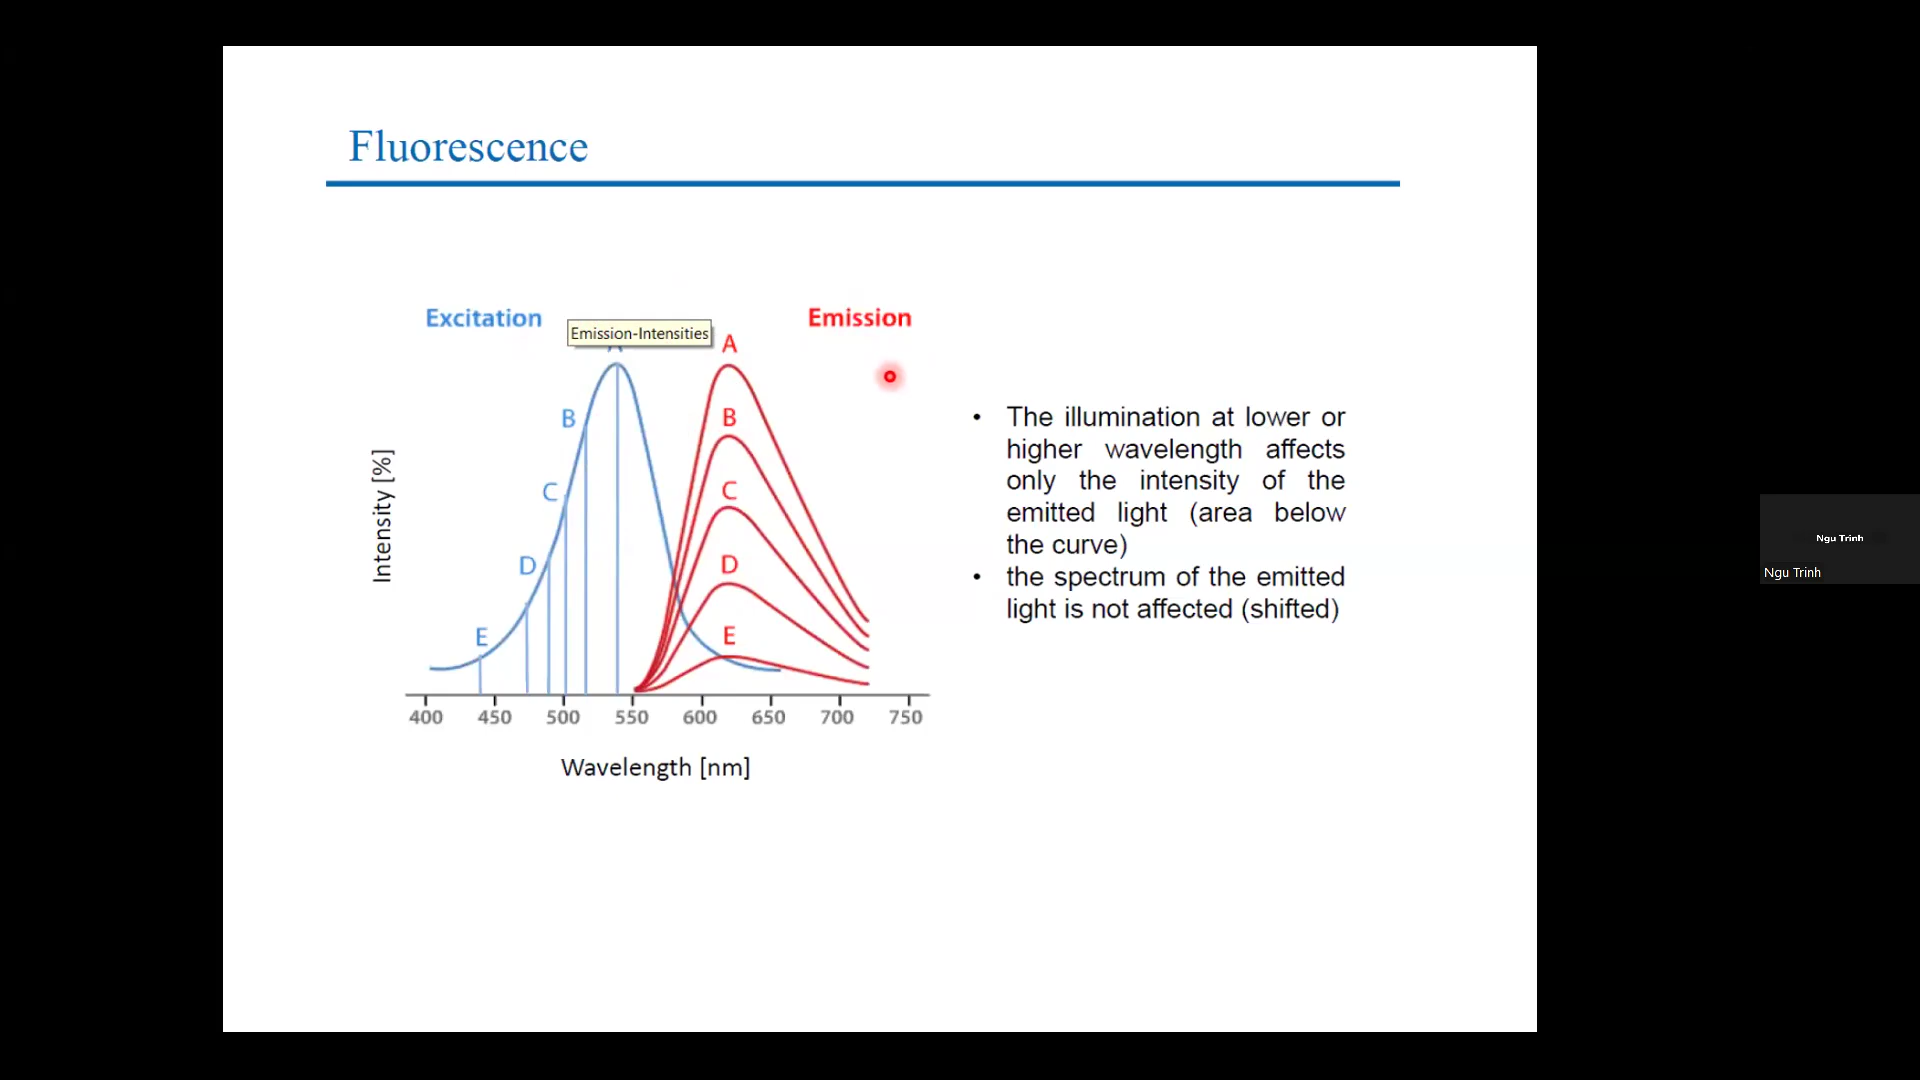 Fluorescence
Excitation
Emission-Intensities
Emission
A
B
C
D
E
A
B
C
D
E
Intensity [%]
400 450 500 550 600 650 700 750
Wavelength [nm]
• The illumination at lower or
higher wavelength affects
only the intensity of the
emitted light (area below
the curve)
• the spectrum of the emitted
light is not affected (shifted)
Ngu Trinh
Ngu Trinh